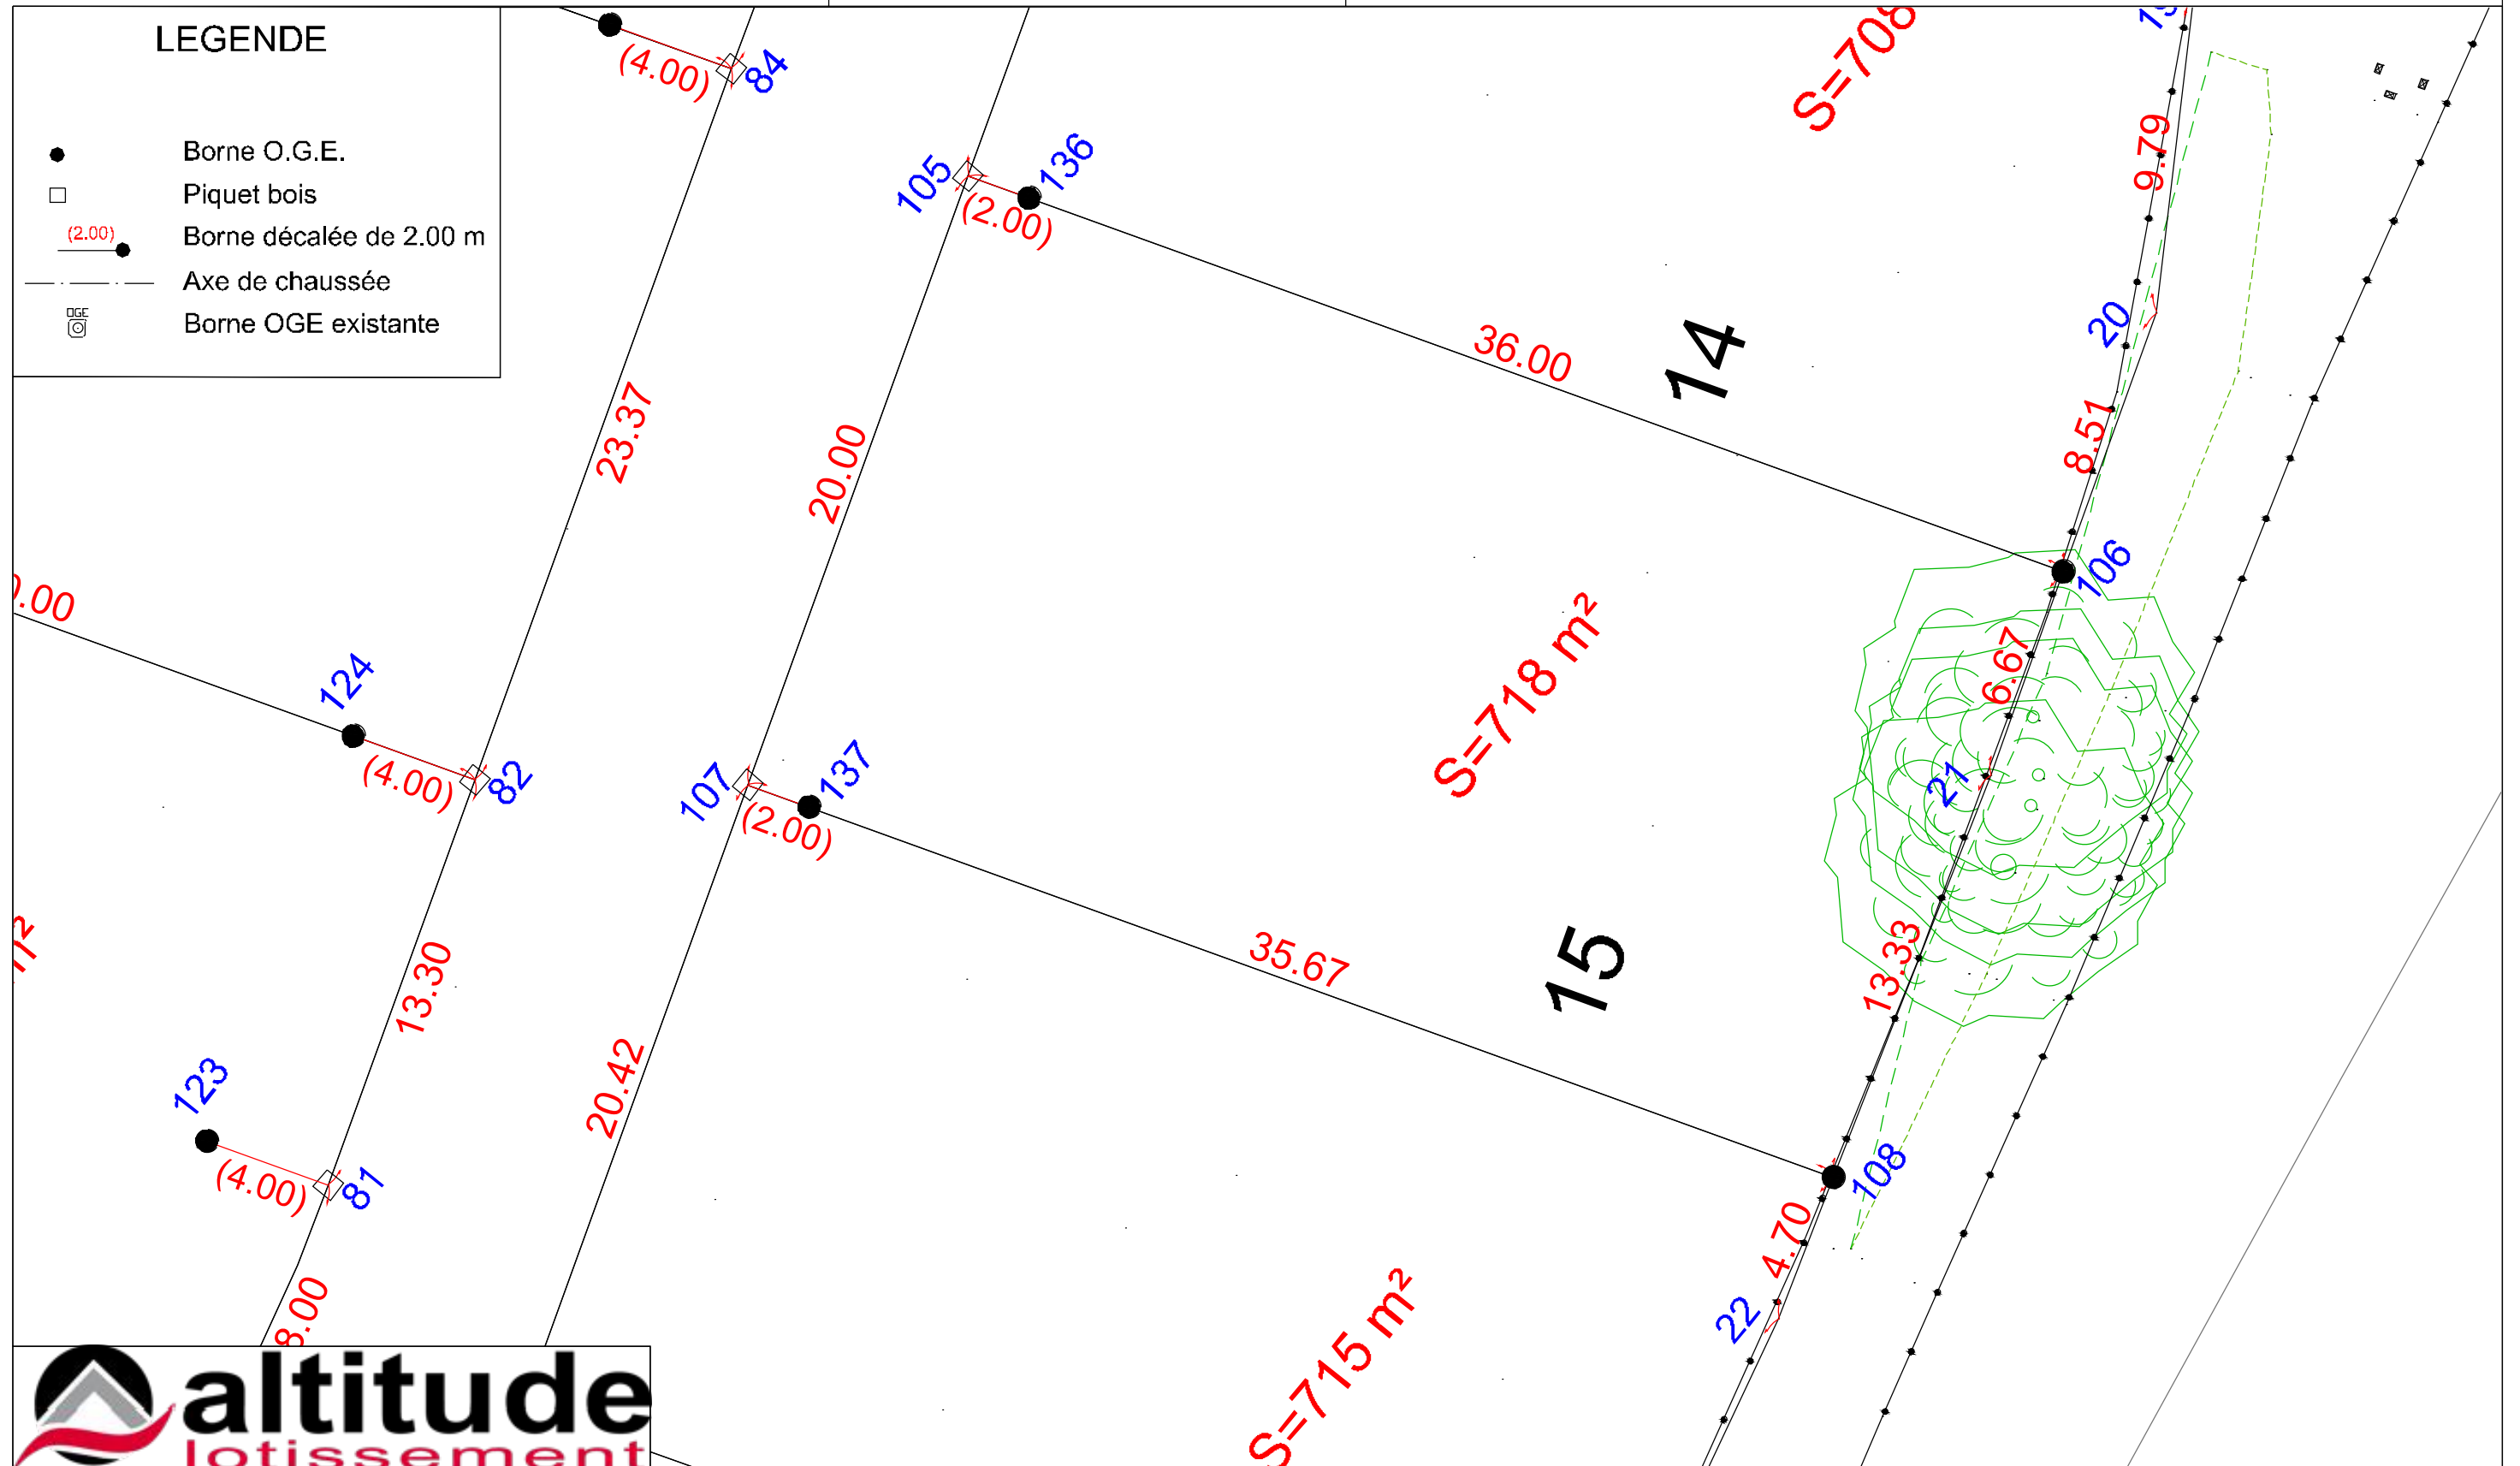 LEGENDE
Borne O.G.E.
Piquet bois
(2.00)
Borne décalée de 2.00 m
Axe de chaussée
OGE
Borne OGE existante
(4.00)
84
105
136
(2.00)
S=708
9.79
20
14
36.00
8.51
23.37
20.00
106
124
(4.00)
82
107
137
(2.00)
S=718 m²
6.67
21
13.30
35.67
15
13.33
123
(4.00)
81
20.42
108
4.70
22
8.00
S=715 m²
altitude
lotissement